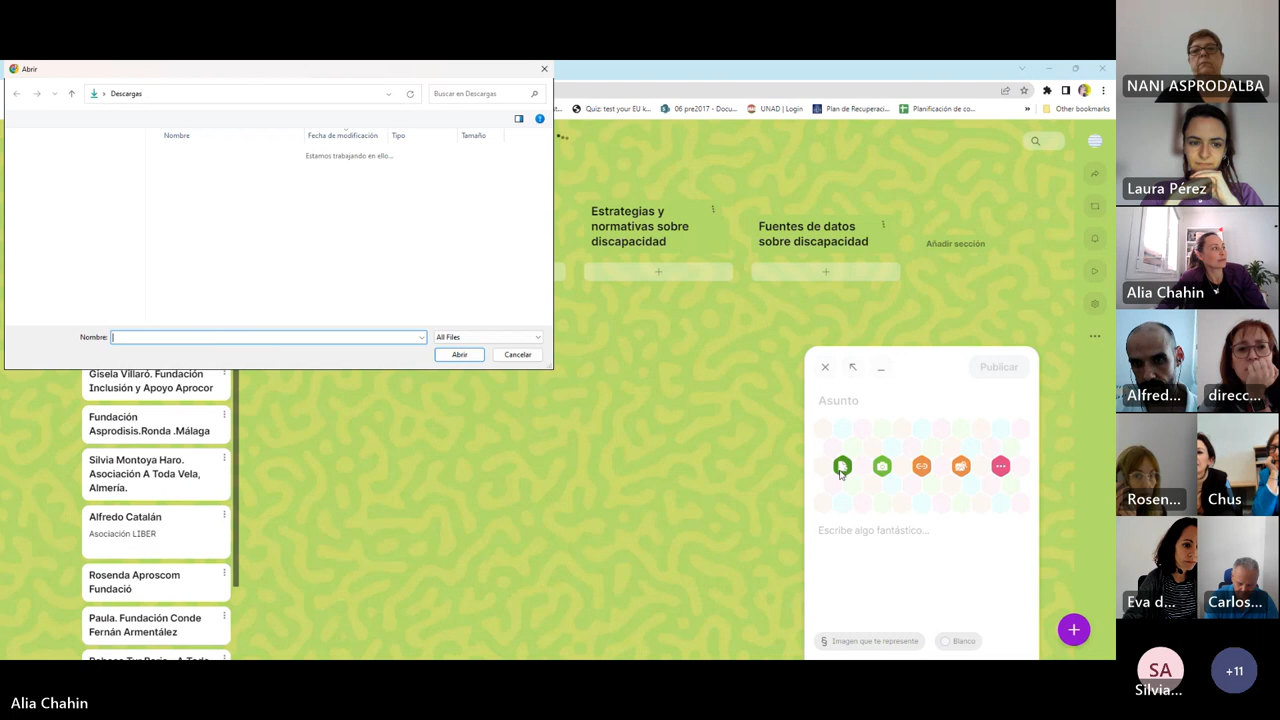 Abrir
Descargas
Buscar en Descargas
Nombre
Fecha de modificación
Tipo
Tamaño
Estamos trabajando en ello...
Nombre:
All Files
Abrir
Cancelar
Quiz: test your EU k...
06 pre2017 - Docu...
UNAD | Login
Plan de Recuperaci...
Planificación de co...
»
Other bookmarks
Estrategias y
normativas sobre
discapacidad
Fuentes de datos
sobre discapacidad
Añadir sección
Gisela Villaró. Fundación
Inclusión y Apoyo Aprocor
Fundación
Asprodisis.Ronda .Málaga
Silvia Montoya Haro.
Asociación A Toda Vela,
Almería.
Alfredo Catalán
Asociación LIBER
Rosenda Aproscom
Fundació
Paula. Fundación Conde
Fernán Armentález
Publicar
Asunto
Escribe algo fantástico...
Imagen que te represente
Blanco
NANI ASPRODALBA
Laura Pérez
Alia Chahin
Alfred...
direcc...
Rosen...
Chus
Eva d...
Carlos...
SA
Silvia...
+11
Alia Chahin